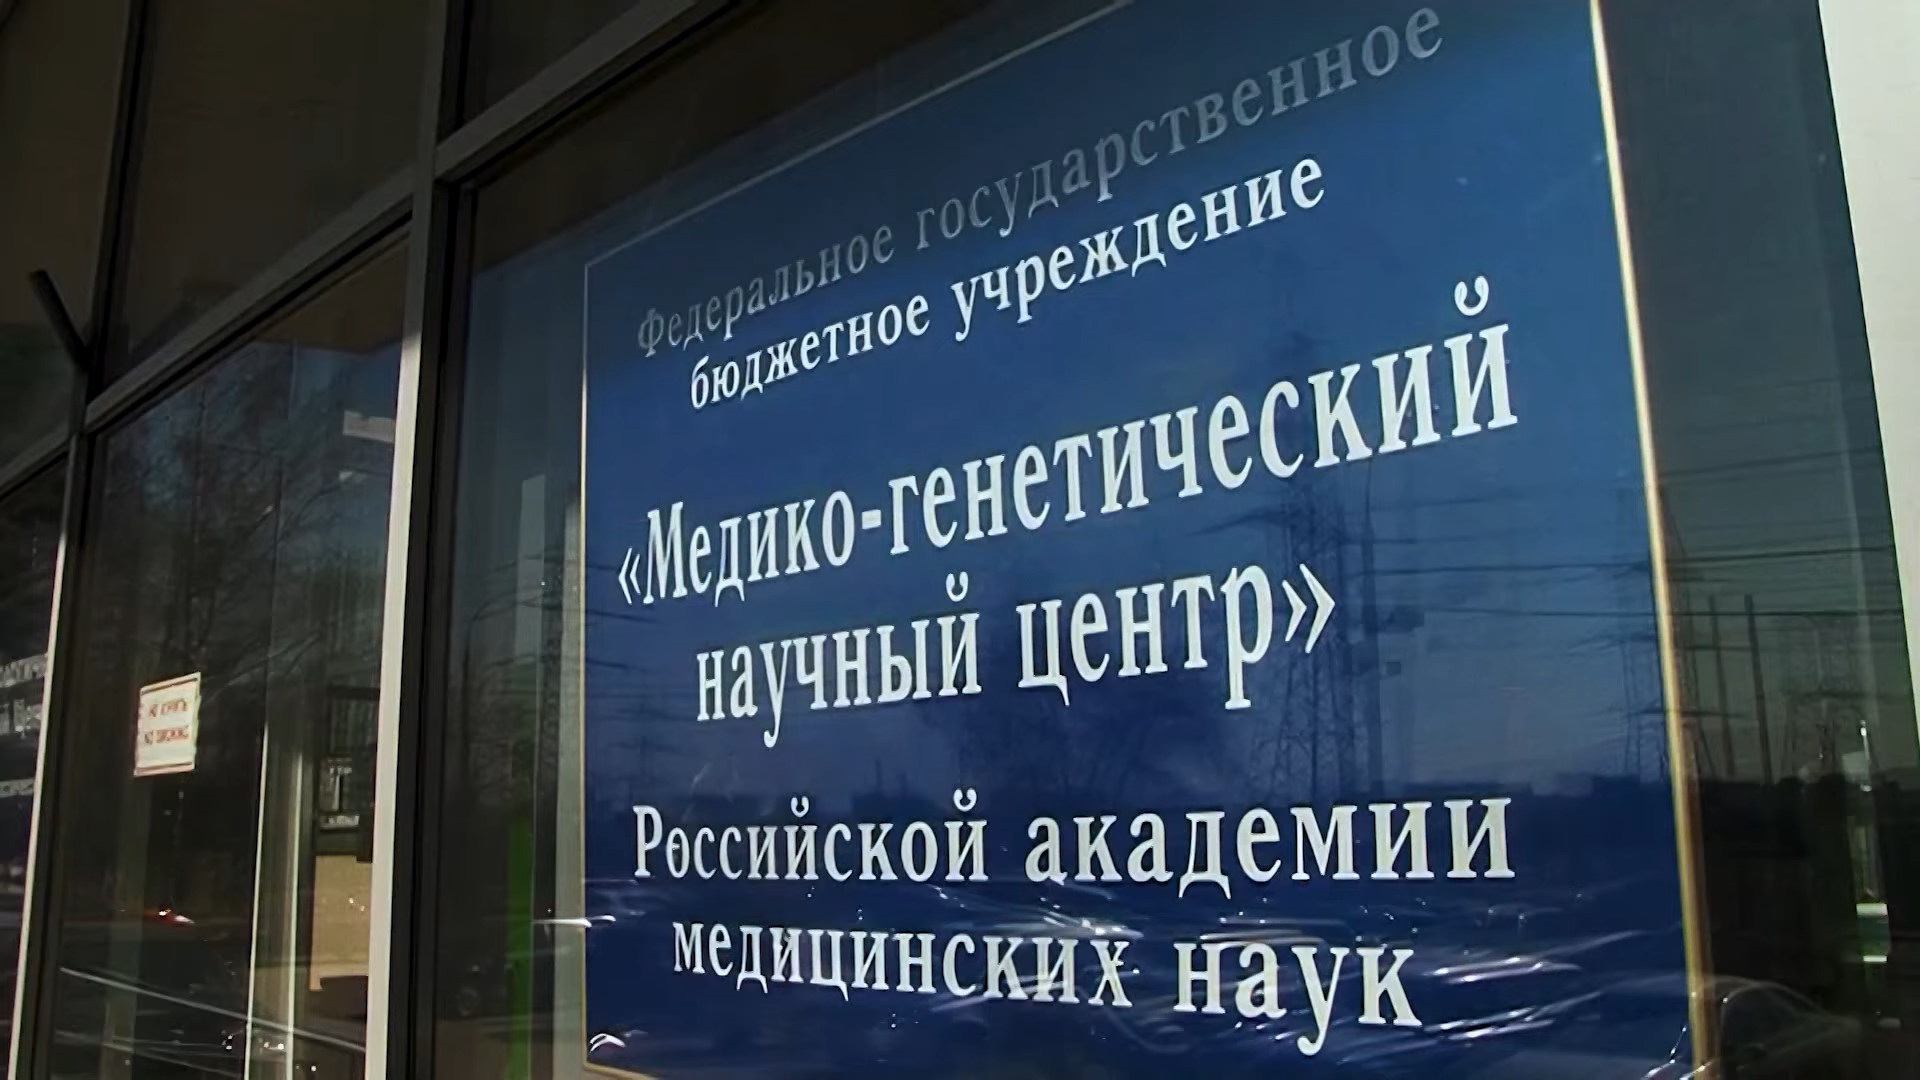 Федеральное государственное
бюджетное учреждение
«Медико-генетический
научный центр»
Российской академии
медицинских наук